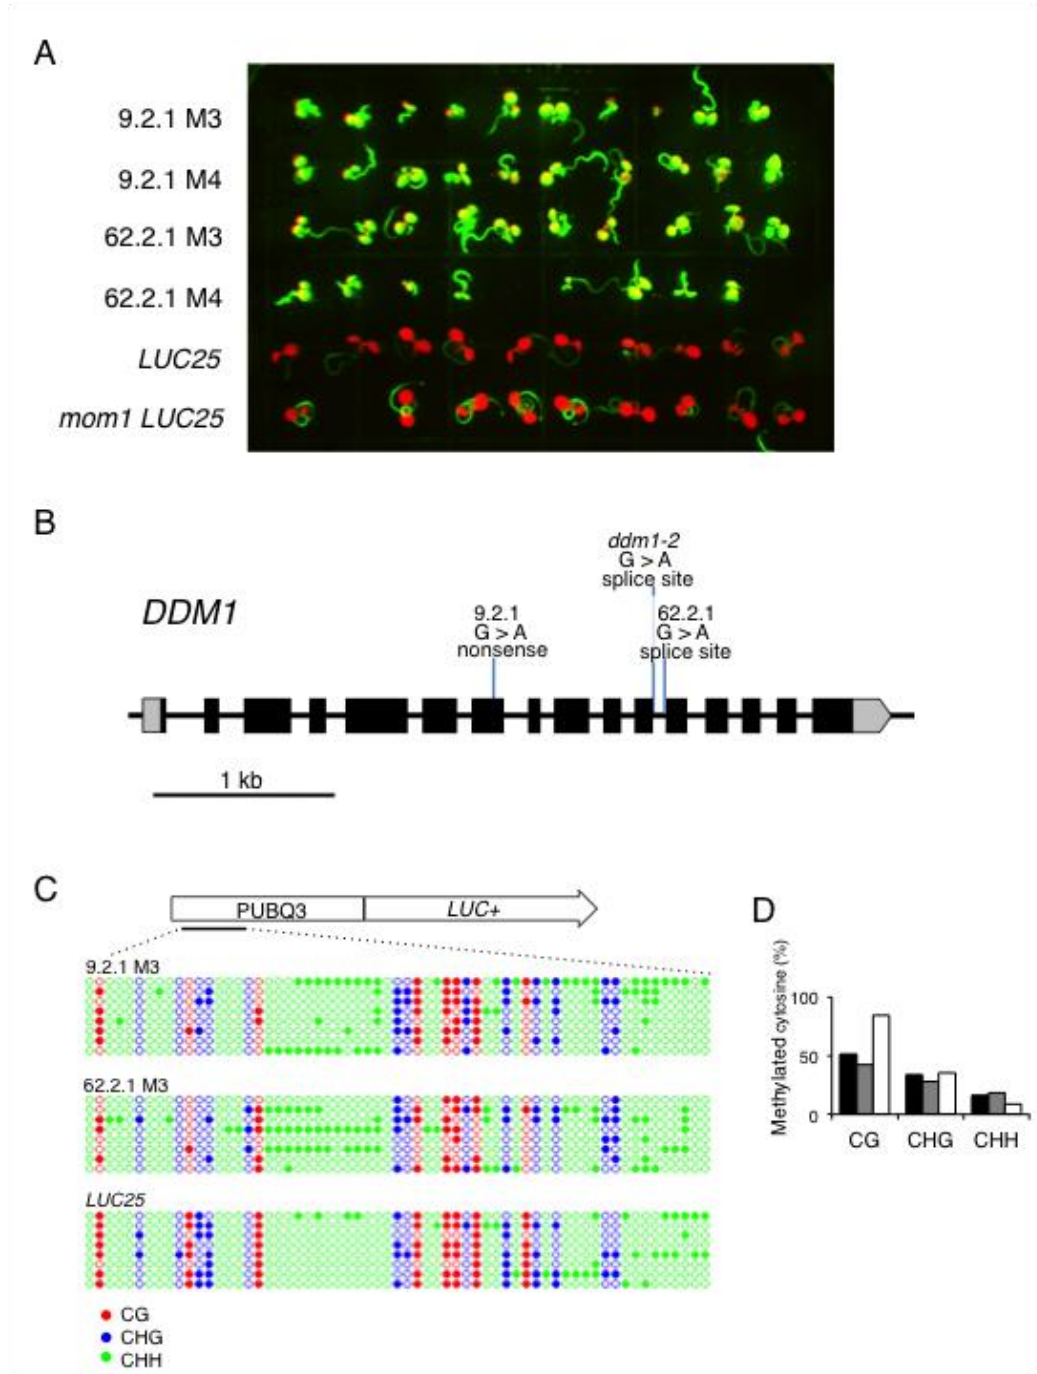 A
9.2.1 M3
9.2.1 M4
62.2.1 M3
62.2.1 M4
LUC25
mom1 LUC25
B
DDM1
ddm1-2
G > A
splice site
9.2.1
G > A
nonsense
62.2.1
G > A
splice site
1 kb
C
PUBQ3
LUC+
9.2.1 M3
62.2.1 M3
LUC25
CG
CHG
CHH
D
Methylated cytosine (%)
100
50
0
CG CHG CHH